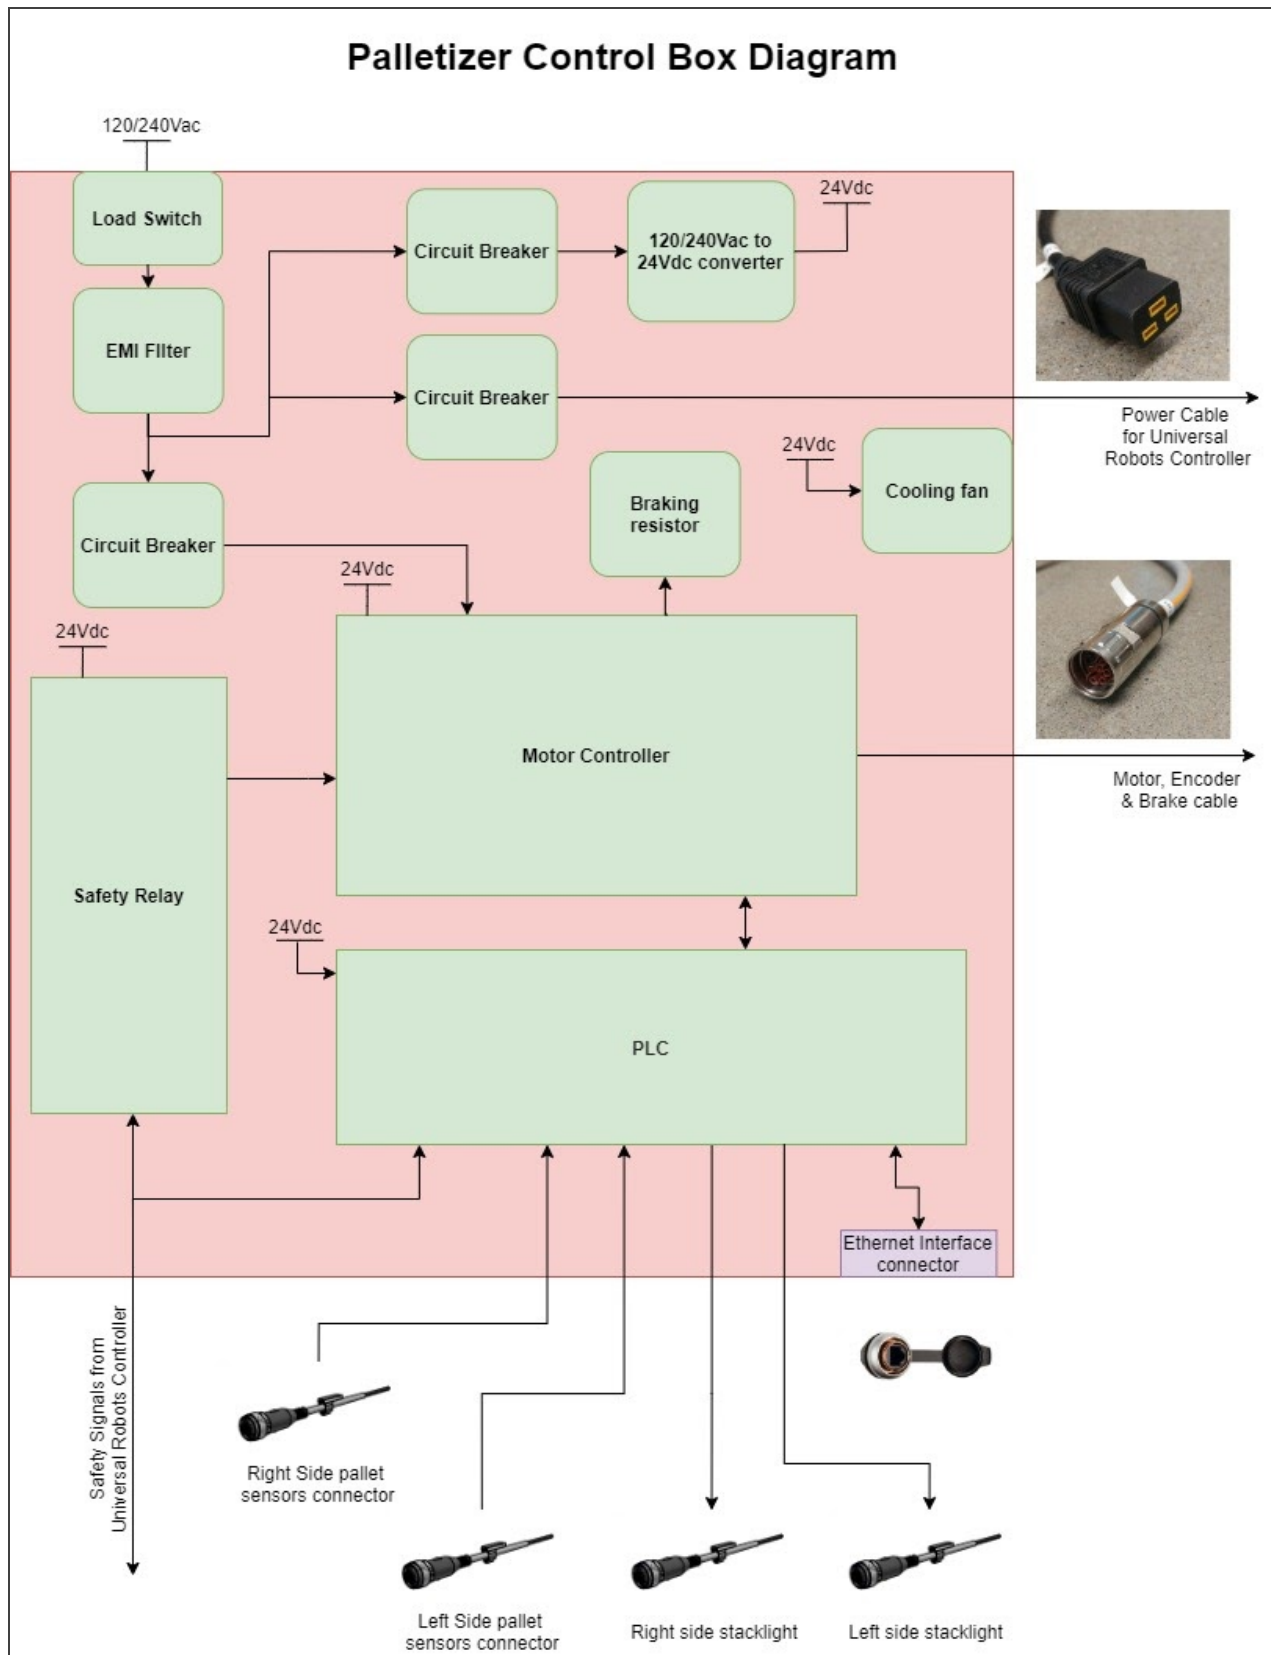 Palletizer Control Box Diagram
120/240Vac
Load Switch
EMI FIlter
Circuit Breaker
120/240Vac to
24Vdc converter
24Vdc
Circuit Breaker
Power Cable
for Universal
Robots Controller
24Vdc
Cooling fan
Braking
resistor
Circuit Breaker
24Vdc
24Vdc
Motor Controller
Motor, Encoder
& Brake cable
Safety Relay
24Vdc
PLC
Ethernet Interface
connector
Safety Signals from
Universal Robots Controller
Right Side pallet
sensors connector
Left Side pallet
sensors connector
Right side stacklight
Left side stacklight